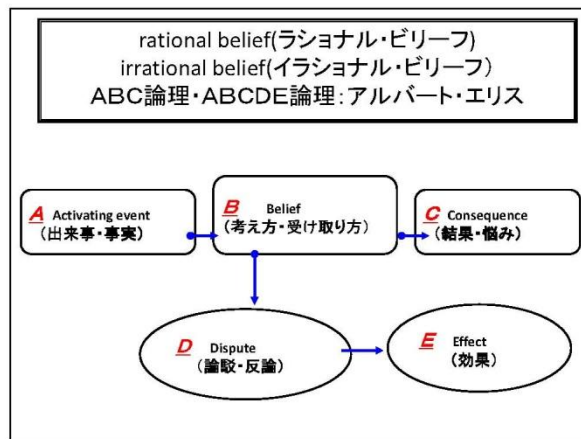 rational belief(ラショナル・ビリーフ)
irrational belief(イラショナル・ビリーフ)
ABC論理・ABCDE論理:アルバート・エリス
A Activating event
(出来事・事実)
B Belief
(考え方・受け取り方)
C Consequence
(結果・悩み)
D Dispute
(論駁・反論)
E Effect
(効果)